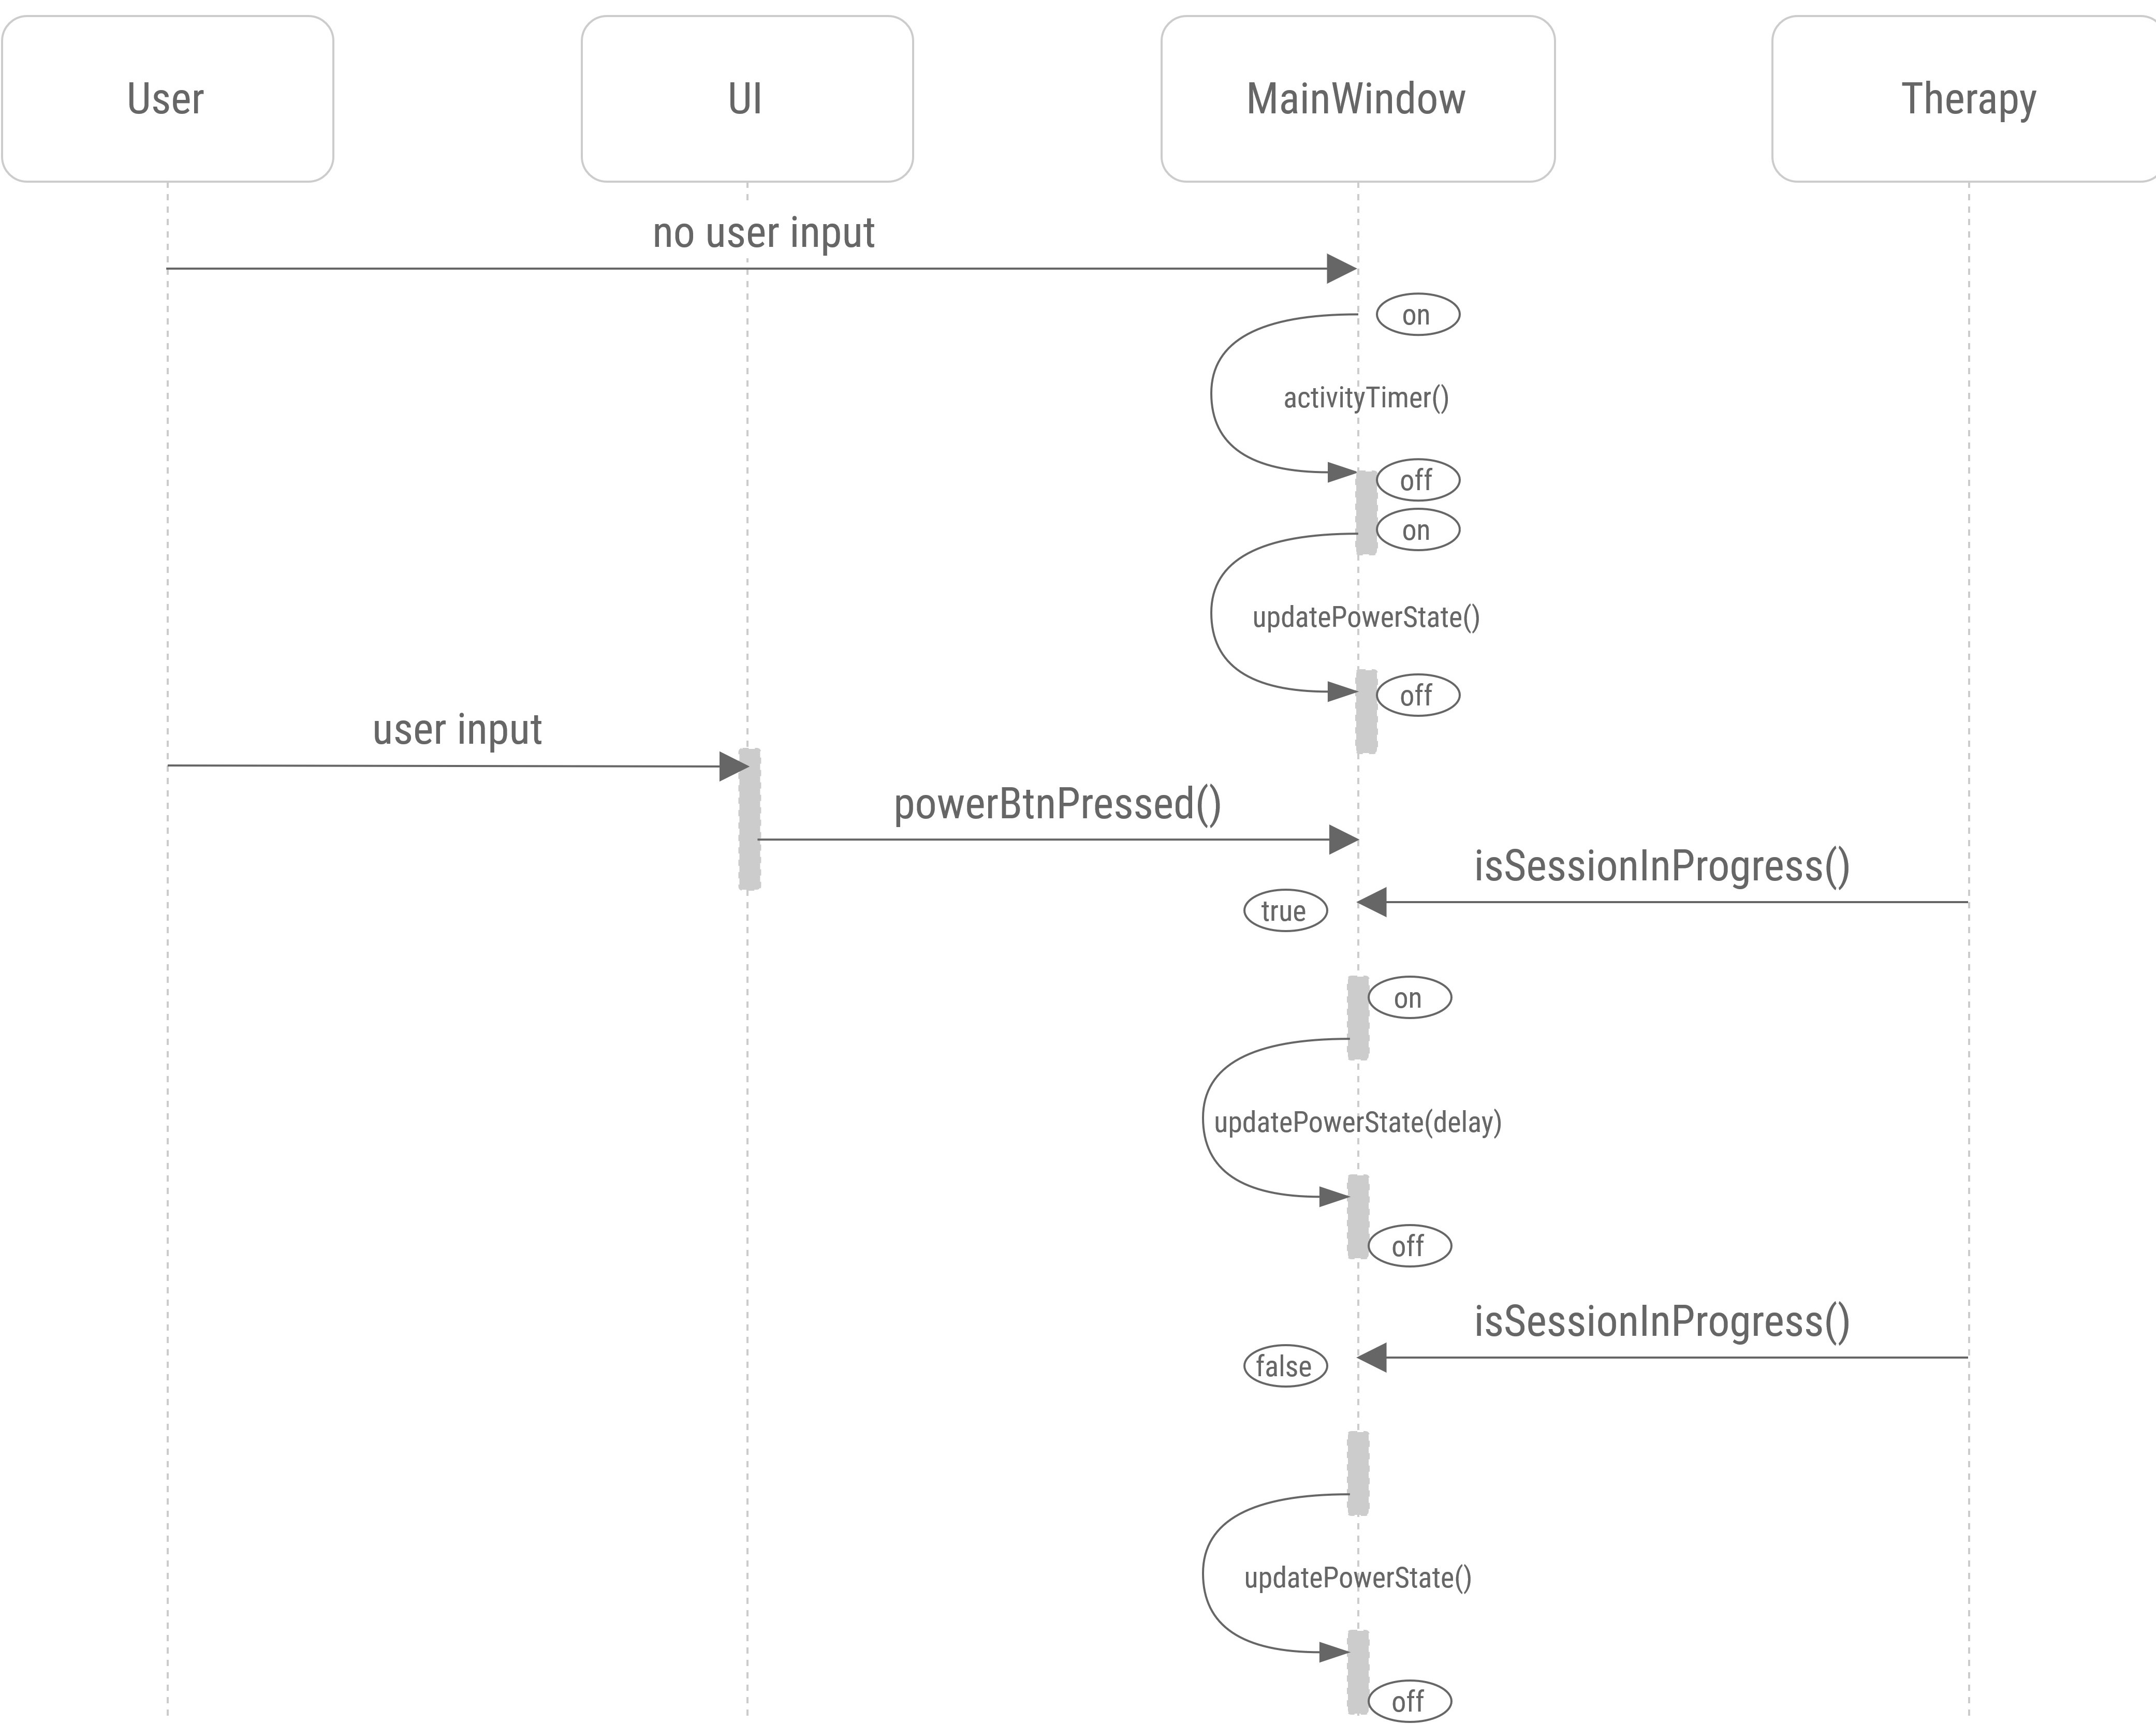 User
UI
MainWindow
Therapy
no user input
on
activityTimer()
off
on
updatePowerState()
off
user input
powerBtnPressed()
isSessionInProgress()
true
on
updatePowerState(delay)
off
isSessionInProgress()
false
updatePowerState()
off